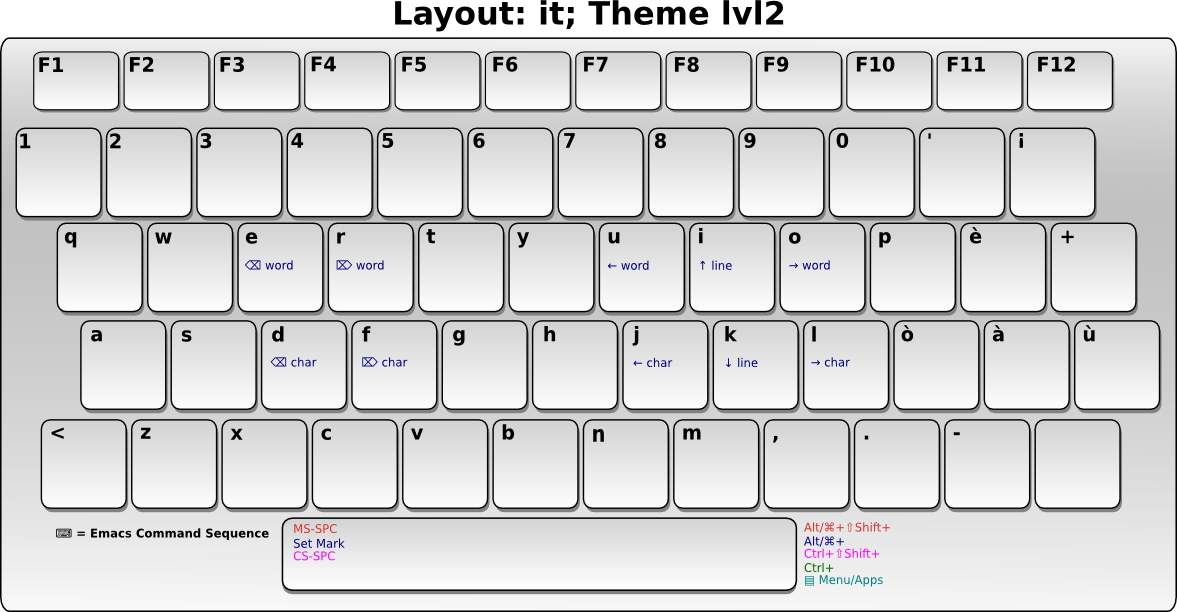 Layout: it; Theme lvl2
F1 F2 F3 F4 F5 F6 F7 F8 F9 F10 F11 F12
1 2 3 4 5 6 7 8 9 0 ' ì
q w e r t y u i o p è +
⌫ word ⌦ word ← word ↑ line → word
a s d f g h j k l ò à ù
⌫ char ⌦ char ← char ↓ line → char
< z x c v b n m , . -
⌨ = Emacs Command Sequence
MS-SPC
Set Mark
CS-SPC
Alt/⌘+⇧Shift+
Alt/⌘+
Ctrl+⇧Shift+
Ctrl+
▤ Menu/Apps